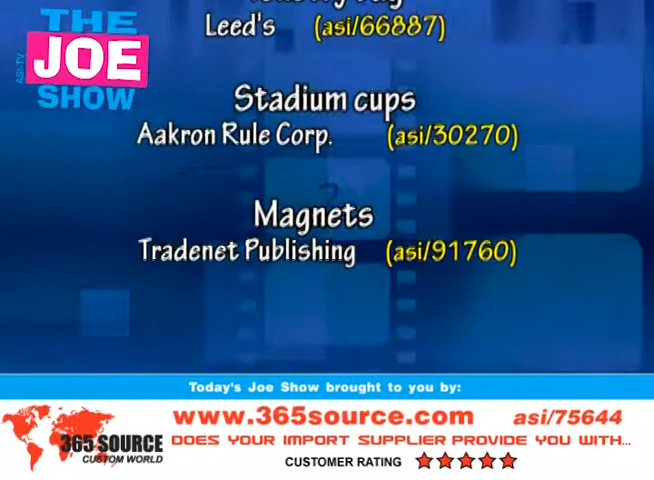 THE
JOE
SHOW
ASI-TV
Leed's (asi/66887)
Stadium cups
Aakron Rule Corp. (asi/30270)
2
Magnets
Tradenet Publishing (asi/91760)
Today's Joe Show brought to you by:
365 SOURCE
CUSTOM WORLD
www.365source.com asi/75644
DOES YOUR IMPORT SUPPLIER PROVIDE YOU WITH...
CUSTOMER RATING